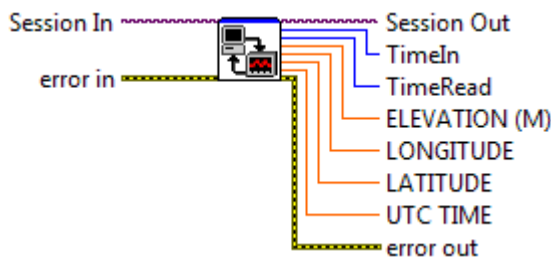 Session In
error in
Session Out
TimeIn
TimeRead
ELEVATION (M)
LONGITUDE
LATITUDE
UTC TIME
error out